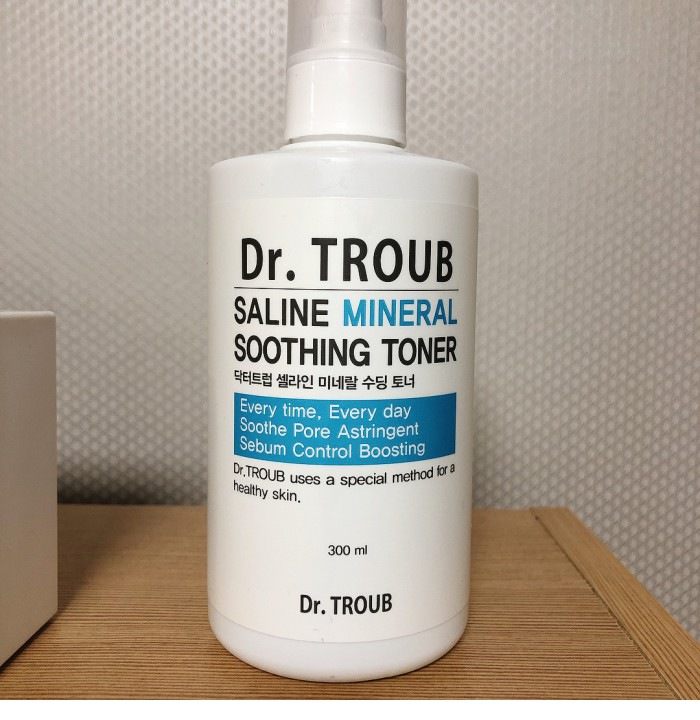 Dr. TROUB
SALINE MINERAL
SOOTHING TONER
닥터트럽 셀라인 미네랄 수딩 토너
Every time, Every day
Soothe Pore Astringent
Sebum Control Boosting
Dr.TROUB uses a special method for a
healthy skin.
300 ml
Dr. TROUB